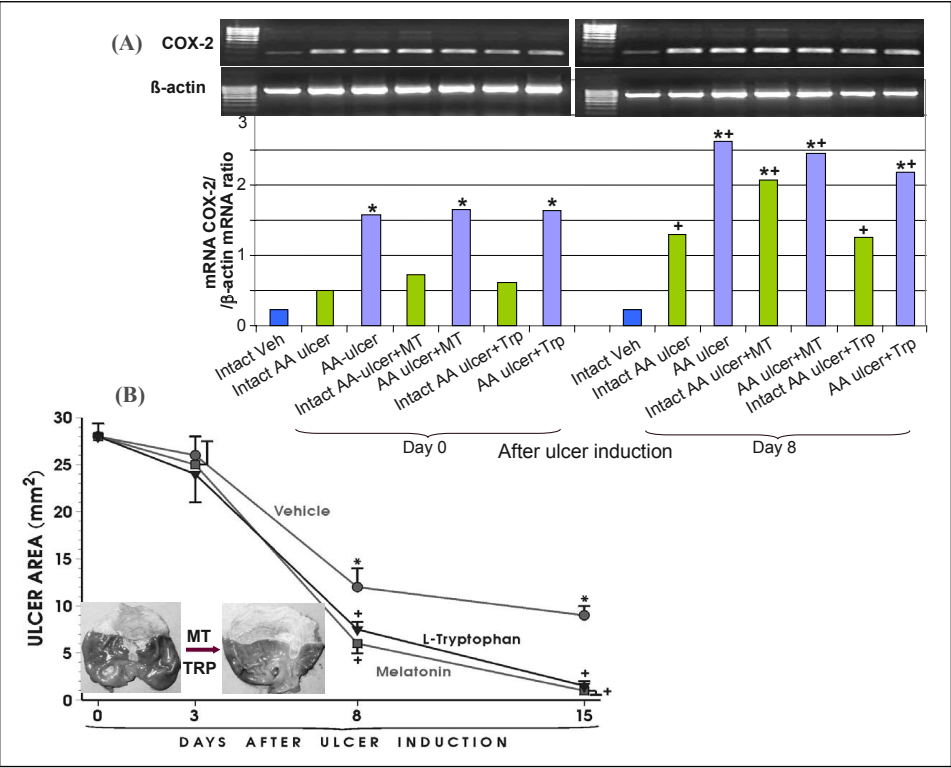 (A)
COX-2
ß-actin
mRNA COX-2/
/β-actin mRNA ratio
3
2
1
0
* * *
+ *+ *+ *+ + *+
Intact Veh
Intact AA ulcer
AA-ulcer
Intact AA-ulcer+MT
AA ulcer+MT
Intact AA ulcer+Trp
AA ulcer+Trp
Intact Veh
Intact AA ulcer
AA ulcer
Intact AA ulcer+MT
AA ulcer+MT
Intact AA ulcer+Trp
AA ulcer+Trp
Day 0
After ulcer induction
Day 8
(B)
ULCER AREA (mm²)
30
25
20
15
10
5
0
Vehicle
*
*
+
+
L-Tryptophan
Melatonin
+
+
MT
TRP
0 3 8 15
DAYS AFTER ULCER INDUCTION